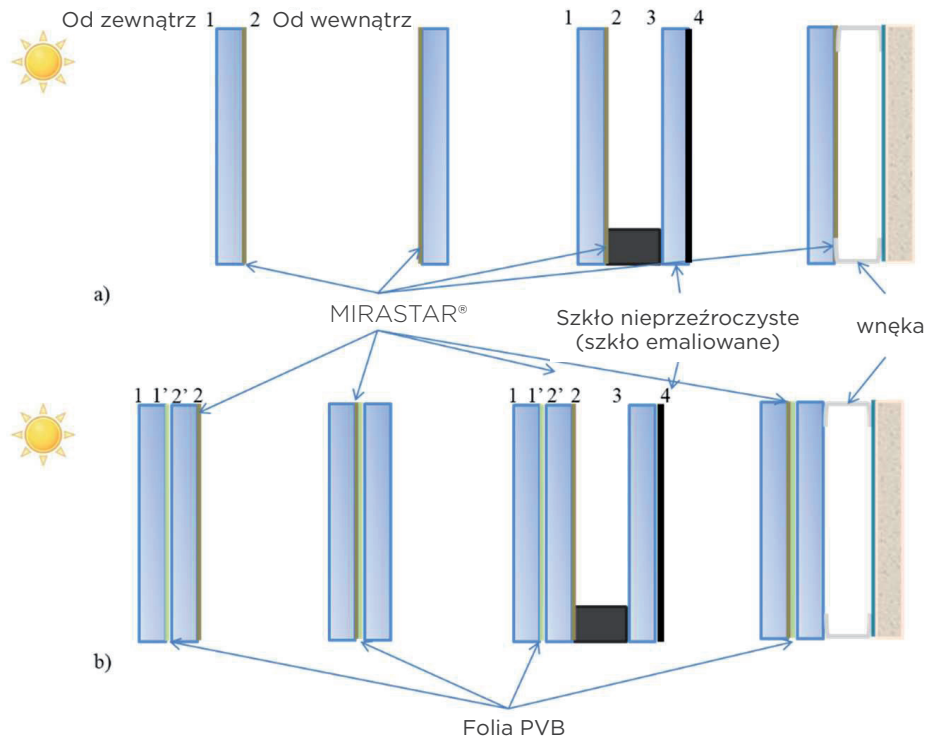 Od zewnątrz 1 2 Od wewnątrz 1 2 3 4
a)
MIRASTAR®
Szkło nieprzeźroczyste
(szkło emaliowane)
wnęka
1 1’ 2’ 2 1 1’ 2’ 2 3 4
b)
Folia PVB